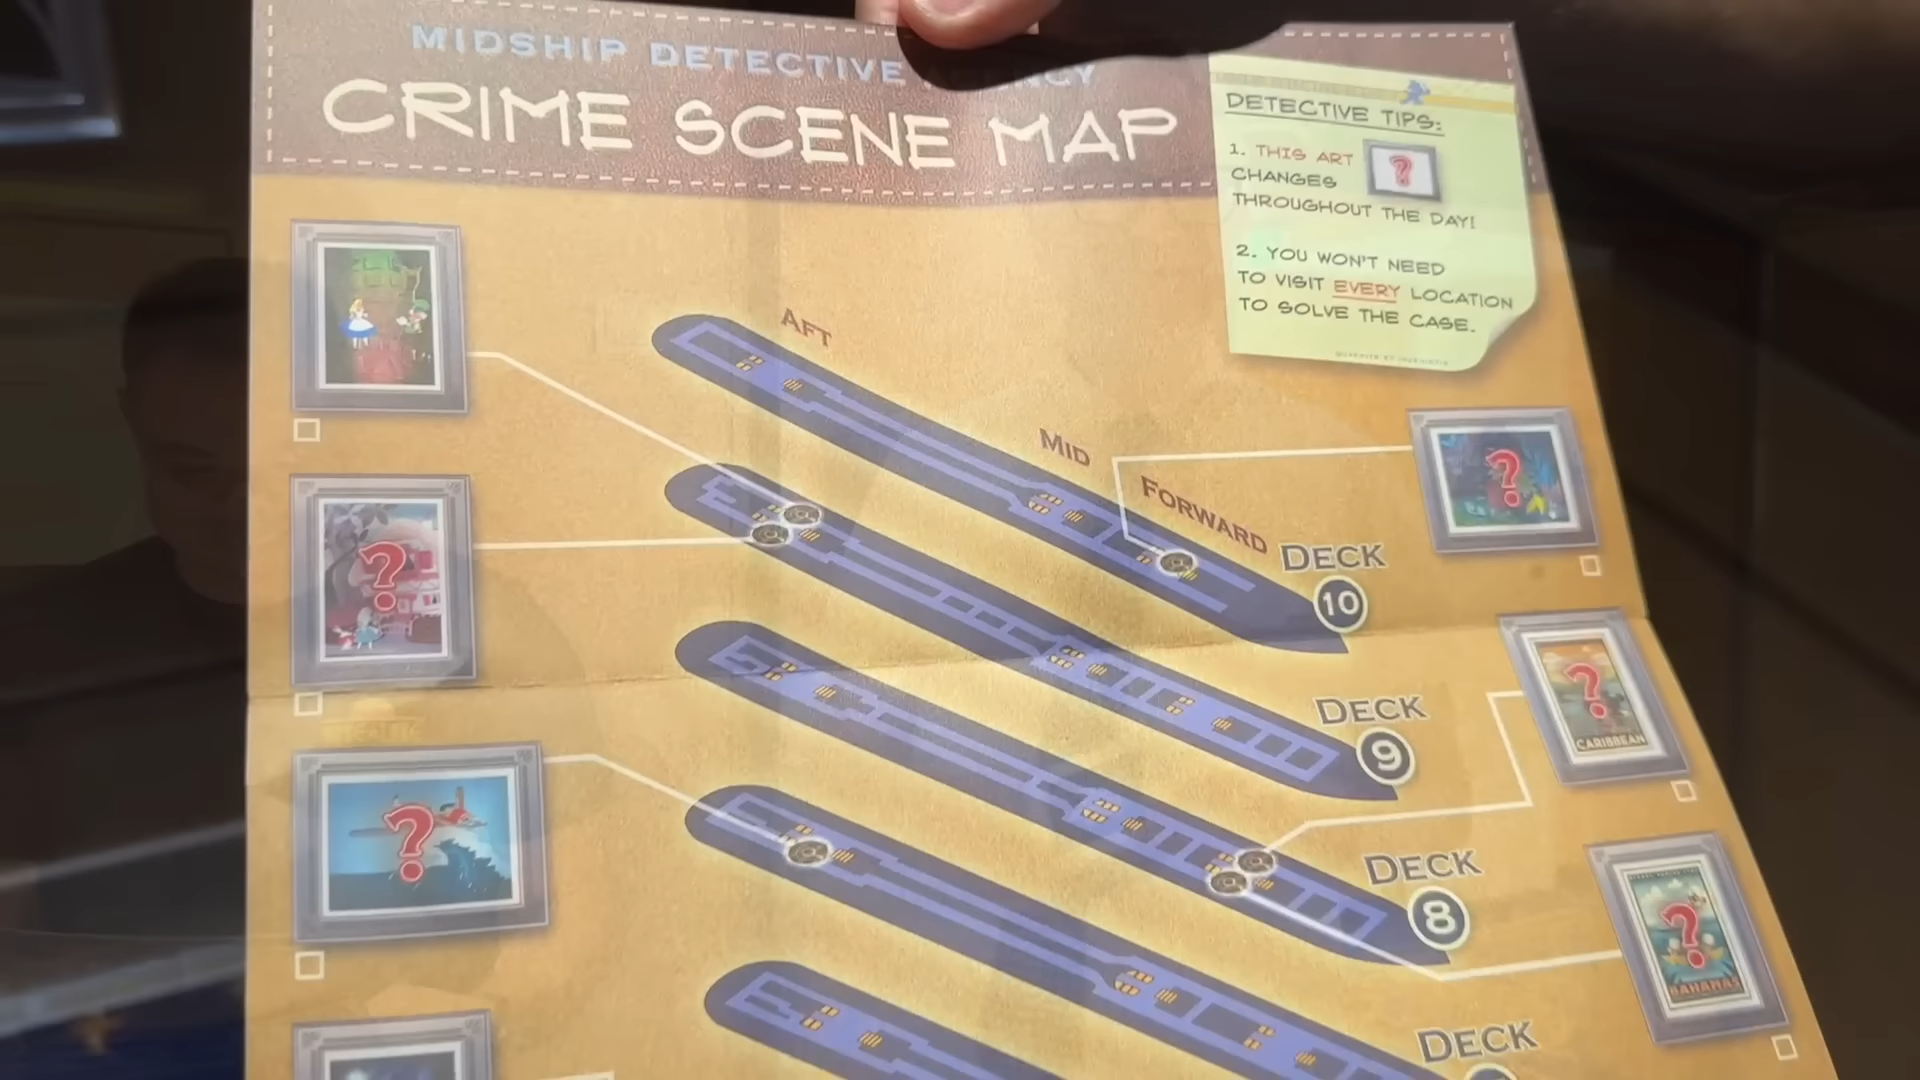 MIDSHIP DETECTIVE
CRIME SCENE MAP
DETECTIVE TIPS:
1. THIS ART
?
CHANGES
THROUGHOUT THE DAY!
2. YOU WON'T NEED
TO VISIT EVERY LOCATION
TO SOLVE THE CASE.
AFT
MID
FORWARD
?
DECK
10
?
?
CARIBBEAN
DECK
9
?
DECK
8
?
BAHAMAS
DECK